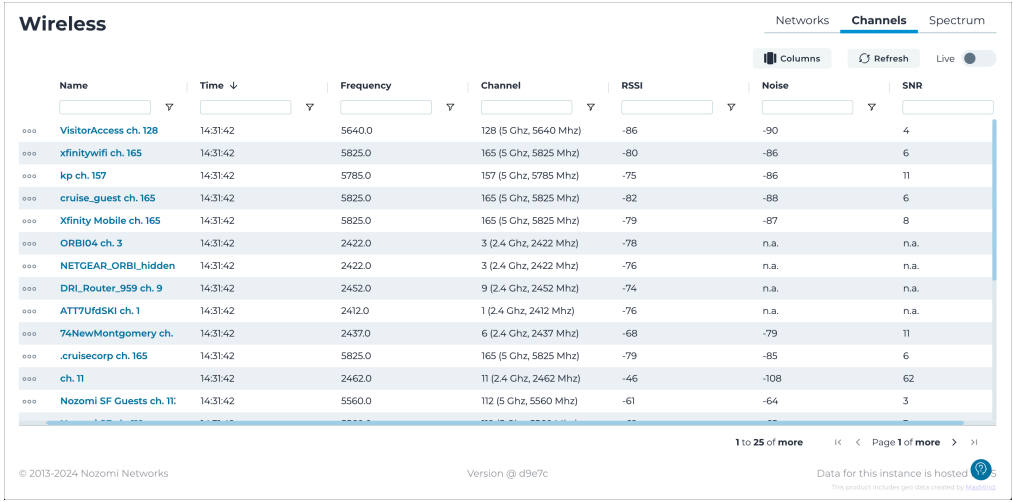 Wireless
Networks Channels Spectrum
Columns Refresh Live
Name Time ↓ Frequency Channel RSSI Noise SNR
VisitorAccess ch. 128 14:31:42 5640.0 128 (5 Ghz, 5640 Mhz) -86 -90 4
xfinitywifi ch. 165 14:31:42 5825.0 165 (5 Ghz, 5825 Mhz) -80 -86 6
kp ch. 157 14:31:42 5785.0 157 (5 Ghz, 5785 Mhz) -75 -86 11
cruise_guest ch. 165 14:31:42 5825.0 165 (5 Ghz, 5825 Mhz) -82 -88 6
Xfinity Mobile ch. 165 14:31:42 5825.0 165 (5 Ghz, 5825 Mhz) -79 -87 8
ORBI04 ch. 3 14:31:42 2422.0 3 (2.4 Ghz, 2422 Mhz) -78 n.a. n.a.
NETGEAR_ORBI_hidden 14:31:42 2422.0 3 (2.4 Ghz, 2422 Mhz) -76 n.a. n.a.
DRI_Router_959 ch. 9 14:31:42 2452.0 9 (2.4 Ghz, 2452 Mhz) -74 n.a. n.a.
ATT7UfdSKI ch. 1 14:31:42 2412.0 1 (2.4 Ghz, 2412 Mhz) -76 n.a. n.a.
74NewMontgomery ch. 14:31:42 2437.0 6 (2.4 Ghz, 2437 Mhz) -68 -79 11
.cruisecorp ch. 165 14:31:42 5825.0 165 (5 Ghz, 5825 Mhz) -79 -85 6
ch. 11 14:31:42 2462.0 11 (2.4 Ghz, 2462 Mhz) -46 -108 62
Nozomi SF Guests ch. 11 14:31:42 5560.0 112 (5 Ghz, 5560 Mhz) -61 -64 3
1 to 25 of more Page 1 of more
© 2013-2024 Nozomi Networks Version @ d9e7c Data for this instance is hosted
This product includes geo data created by MaxMind.